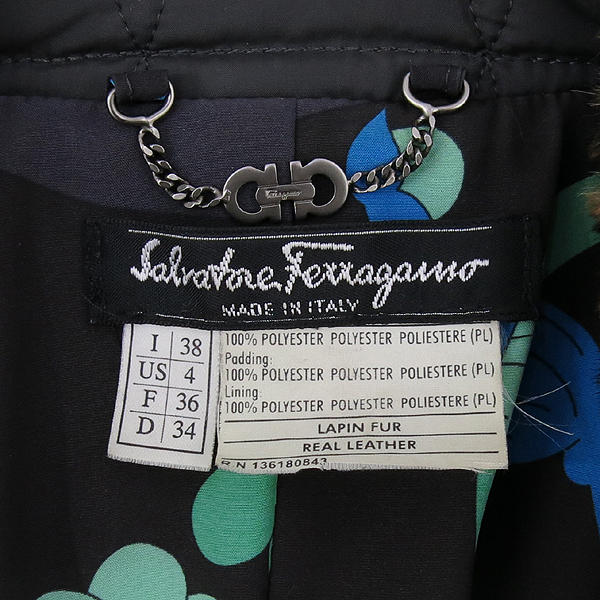 Ferragamo
Salvatore Ferragamo
MADE IN ITALY
I 38
US 4
F 36
D 34
100% POLYESTER POLYESTER POLIESTERE (PL)
Padding:
100% POLYESTER POLYESTER POLIESTERE (PL)
Lining:
100% POLYESTER POLYESTER POLIESTERE (PL)
LAPIN FUR
REAL LEATHER
R N 136180843